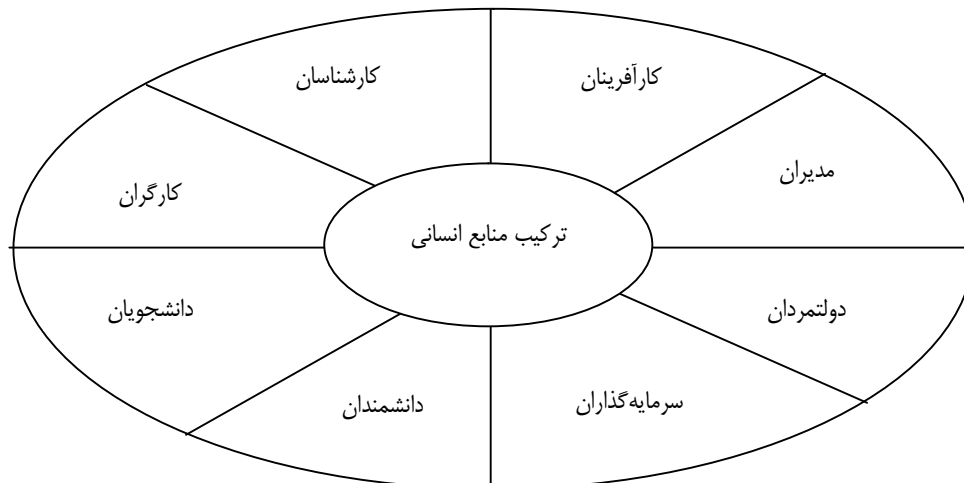 کارآفرینان
کارشناسان
مدیران
کارگران
ترکیب منابع انسانی
دولتمردان
دانشجویان
سرمایه‌گذاران
دانشمندان